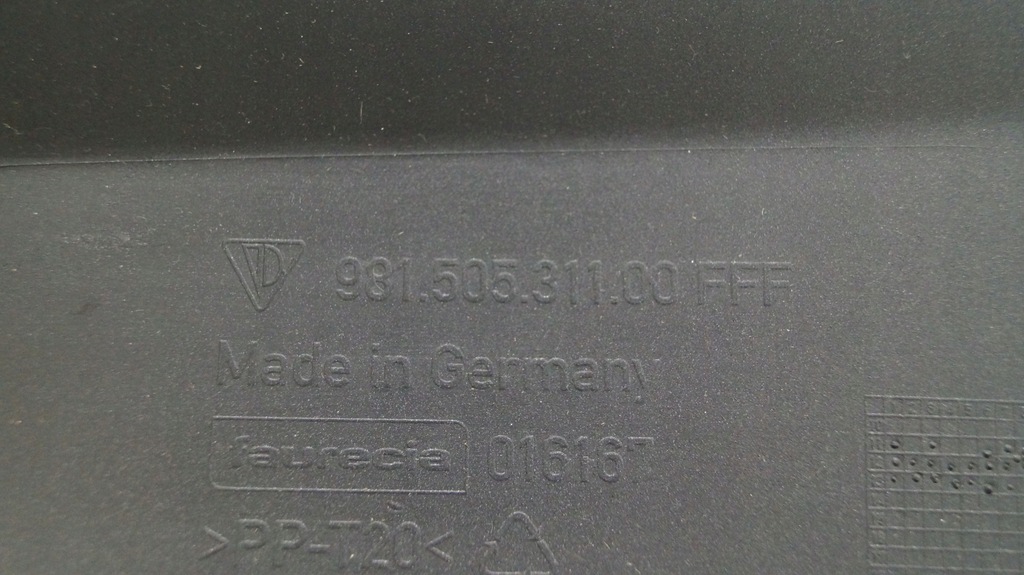 981.505.311.00 FFF
Made in Germany
faurecia 016167
>PP-T20<